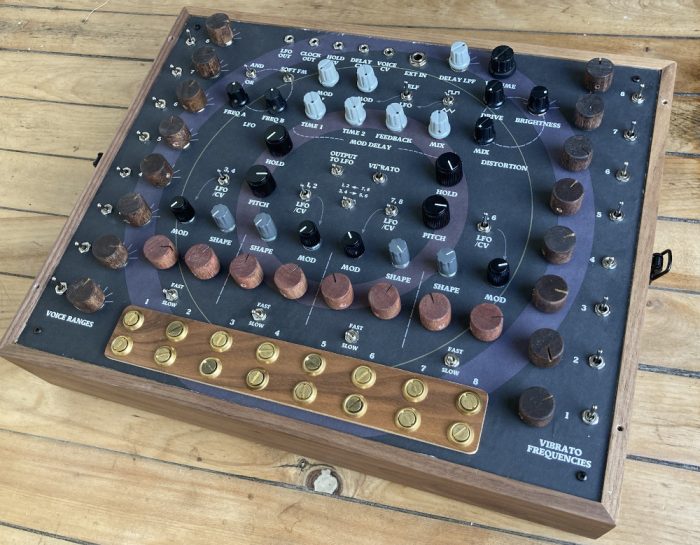 LFO
OUT
CLOCK
OUT
HOLD
CV
DELAY
VOICE
CV
EXT IN
DELAY LPF
AND
OR
SOFT FM
MOD
MOD
SELF
FREQ A
FREQ B
LFO
TIME 1
TIME 2
FEEDBACK
MIX
MOD DELAY
DRIVE
BRIGHTNESS
MIX
DISTORTION
HOLD
OUTPUT
TO LFO
VIBRATO
HOLD
3, 4
LFO
/CV
PITCH
1, 2
LFO
/CV
7, 8
LFO
/CV
PITCH
LFO
/CV
MOD
SHAPE
SHAPE
MOD
MOD
SHAPE
SHAPE
MOD
VOICE RANGES
1
2
3
4
5
6
7
8
FAST
SLOW
FAST
SLOW
FAST
SLOW
FAST
SLOW
8
7
6
5
4
3
2
1
VIBRATO
FREQUENCIES